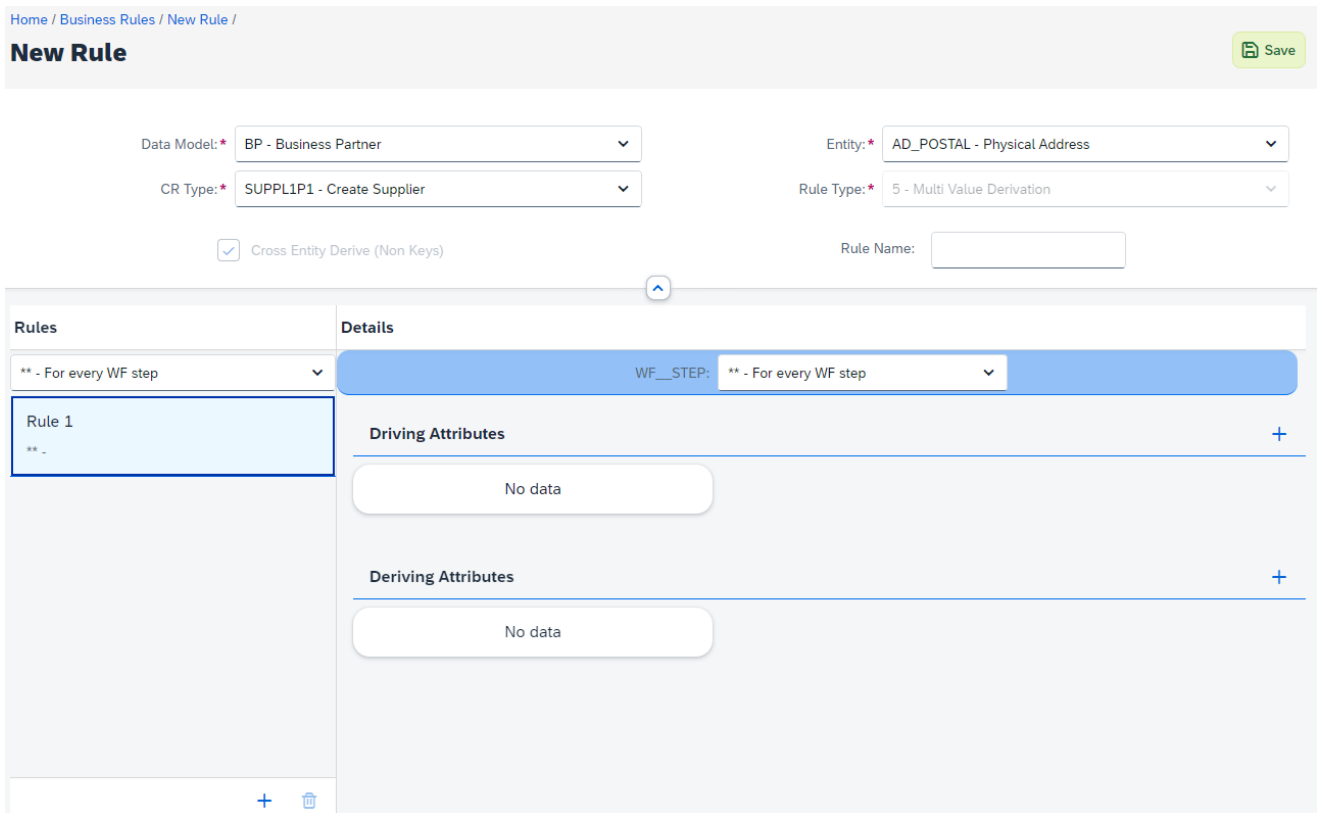 Home / Business Rules / New Rule /
New Rule
Save
Data Model:* BP - Business Partner
Entity:* AD_POSTAL - Physical Address
CR Type:* SUPPL1P1 - Create Supplier
Rule Type:* 5 - Multi Value Derivation
Cross Entity Derive (Non Keys)
Rule Name:
Rules
Details
** - For every WF step
WF__STEP: ** - For every WF step
Rule 1
** -
Driving Attributes
No data
Deriving Attributes
No data